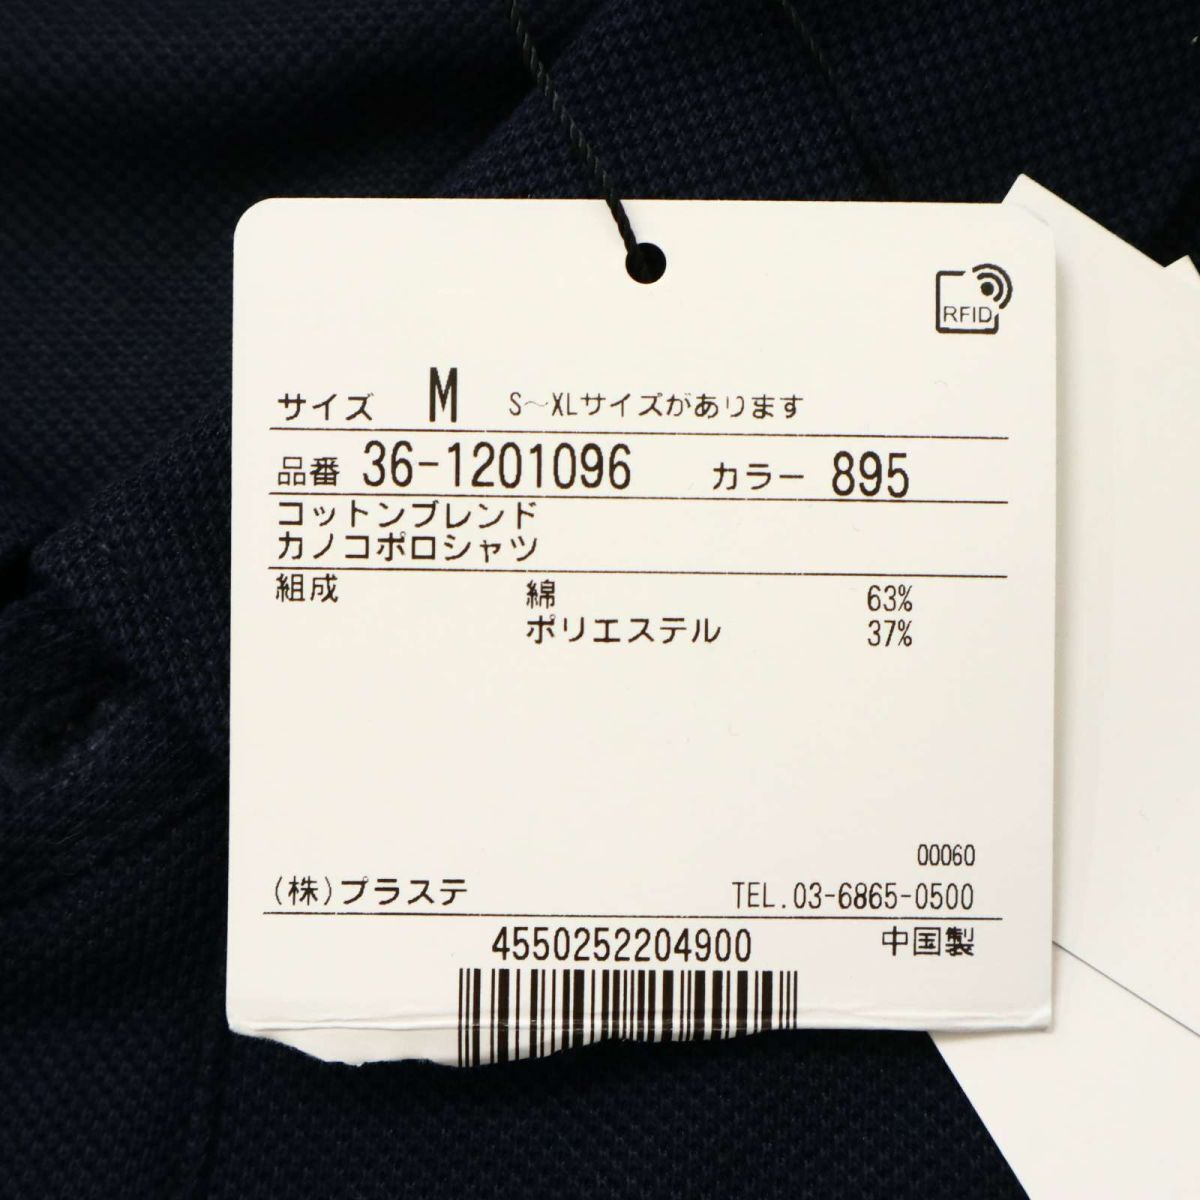 RFID
サイズ M S～XLサイズがあります
品番 36-1201096 カラー 895
コットンブレンド
カノコポロシャツ
組成 綿 63%
ポリエステル 37%
00060
(株)プラステ TEL.03-6865-0500
4550252204900 中国製